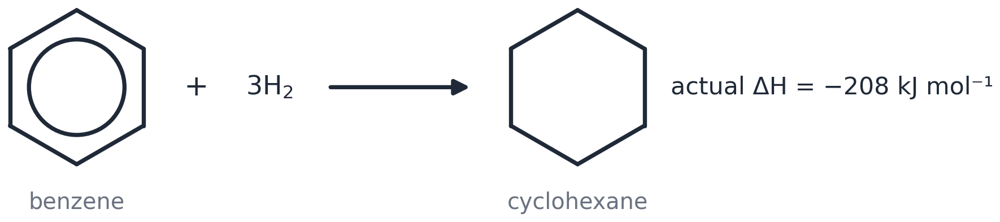 + 3H₂ actual ΔH = −208 kJ mol⁻¹
benzene cyclohexane